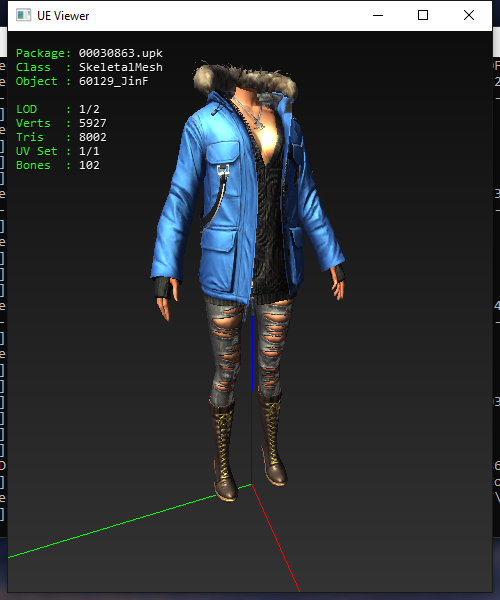 UE Viewer
Package: 00030863.upk
Class : SkeletalMesh
Object : 60129_JinF
LOD : 1/2
Verts : 5927
Tris : 8002
UV Set : 1/1
Bones : 102